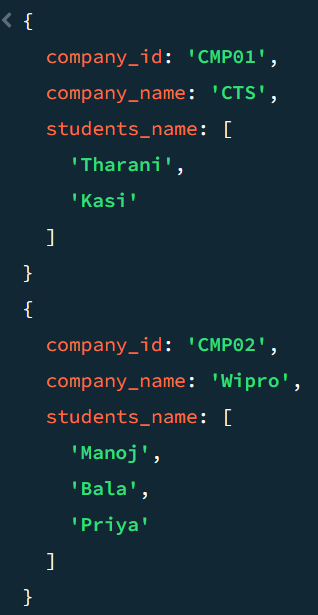 {
company_id: 'CMP01',
company_name: 'CTS',
students_name: [
'Tharani',
'Kasi'
]
}
{
company_id: 'CMP02',
company_name: 'Wipro',
students_name: [
'Manoj',
'Bala',
'Priya'
]
}